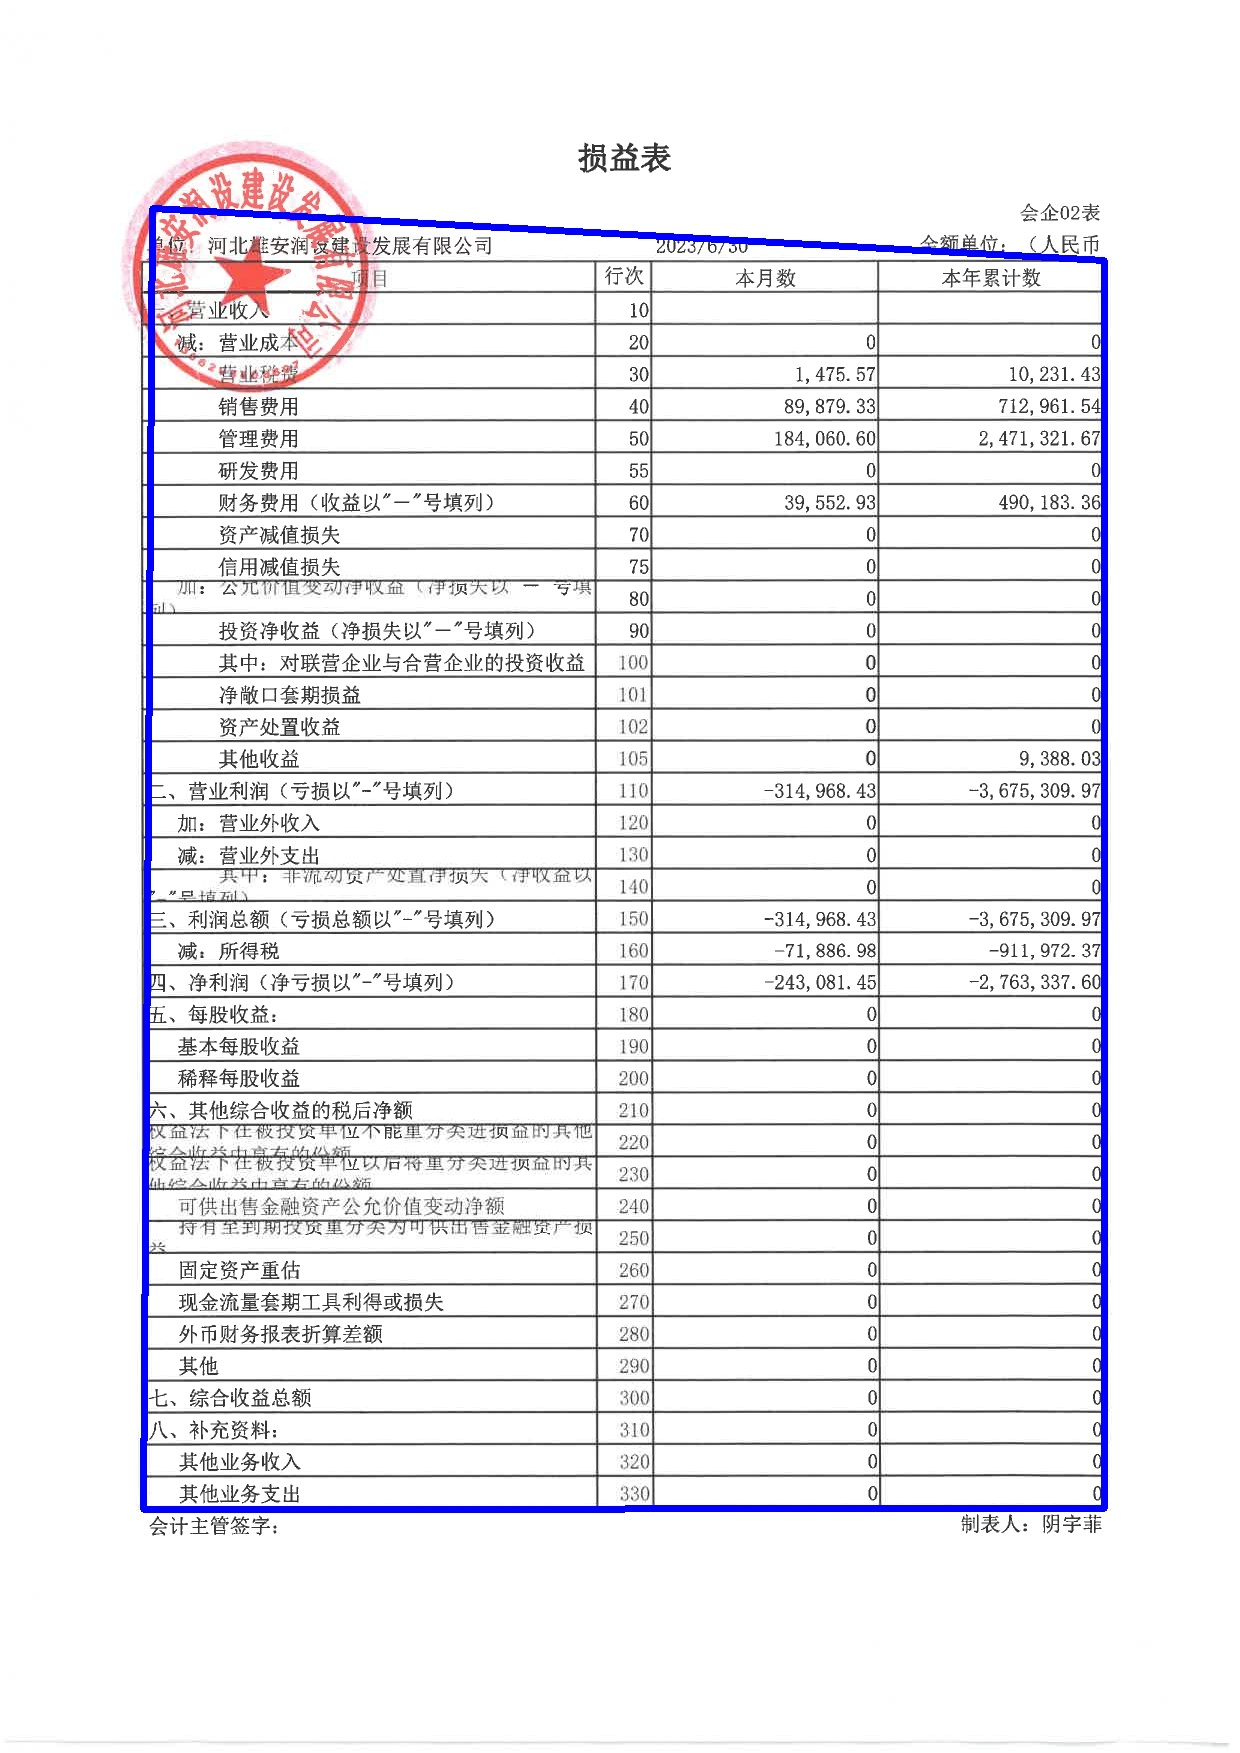 损益表
会企02表
单位：河北雄安润设建设发展有限公司 2023/6/30 金额单位：（人民币
项目 行次 本月数 本年累计数
一、营业收入 10
减：营业成本 20 0 0
营业税费 30 1,475.57 10,231.43
销售费用 40 89,879.33 712,961.54
管理费用 50 184,060.60 2,471,321.67
研发费用 55 0 0
财务费用（收益以"－"号填列） 60 39,552.93 490,183.36
资产减值损失 70 0 0
信用减值损失 75 0 0
加：公允价值变动净收益（净损失以"－"号填列） 80 0 0
投资净收益（净损失以"－"号填列） 90 0 0
其中：对联营企业与合营企业的投资收益 100 0 0
净敞口套期损益 101 0 0
资产处置收益 102 0 0
其他收益 105 0 9,388.03
二、营业利润（亏损以"-"号填列） 110 -314,968.43 -3,675,309.97
加：营业外收入 120 0 0
减：营业外支出 130 0 0
其中：非流动资产处置净损失（净收益以"-"号填列） 140 0 0
三、利润总额（亏损总额以"-"号填列） 150 -314,968.43 -3,675,309.97
减：所得税 160 -71,886.98 -911,972.37
四、净利润（净亏损以"-"号填列） 170 -243,081.45 -2,763,337.60
五、每股收益： 180 0 0
基本每股收益 190 0 0
稀释每股收益 200 0 0
六、其他综合收益的税后净额 210 0 0
权益法下在被投资单位不能重分类进损益的其他综合收益中享有的份额 220 0 0
权益法下在被投资单位以后将重分类进损益的其他综合收益中享有的份额 230 0 0
可供出售金融资产公允价值变动净额 240 0 0
持有至到期投资重分类为可供出售金融资产损益 250 0 0
固定资产重估 260 0 0
现金流量套期工具利得或损失 270 0 0
外币财务报表折算差额 280 0 0
其他 290 0 0
七、综合收益总额 300 0 0
八、补充资料： 310 0 0
其他业务收入 320 0 0
其他业务支出 330 0 0
会计主管签字： 制表人：阴字菲
河北雄安润设建设发展有限公司